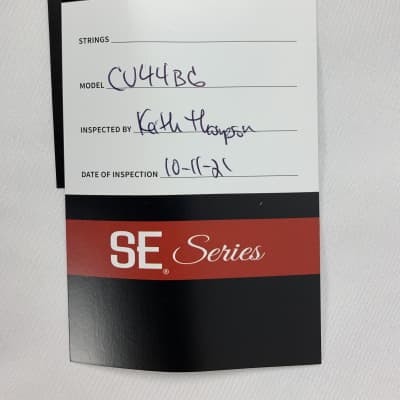 STRINGS
MODEL CU44BG
INSPECTED BY Keith Thompson
DATE OF INSPECTION 10-11-21
SE® Series